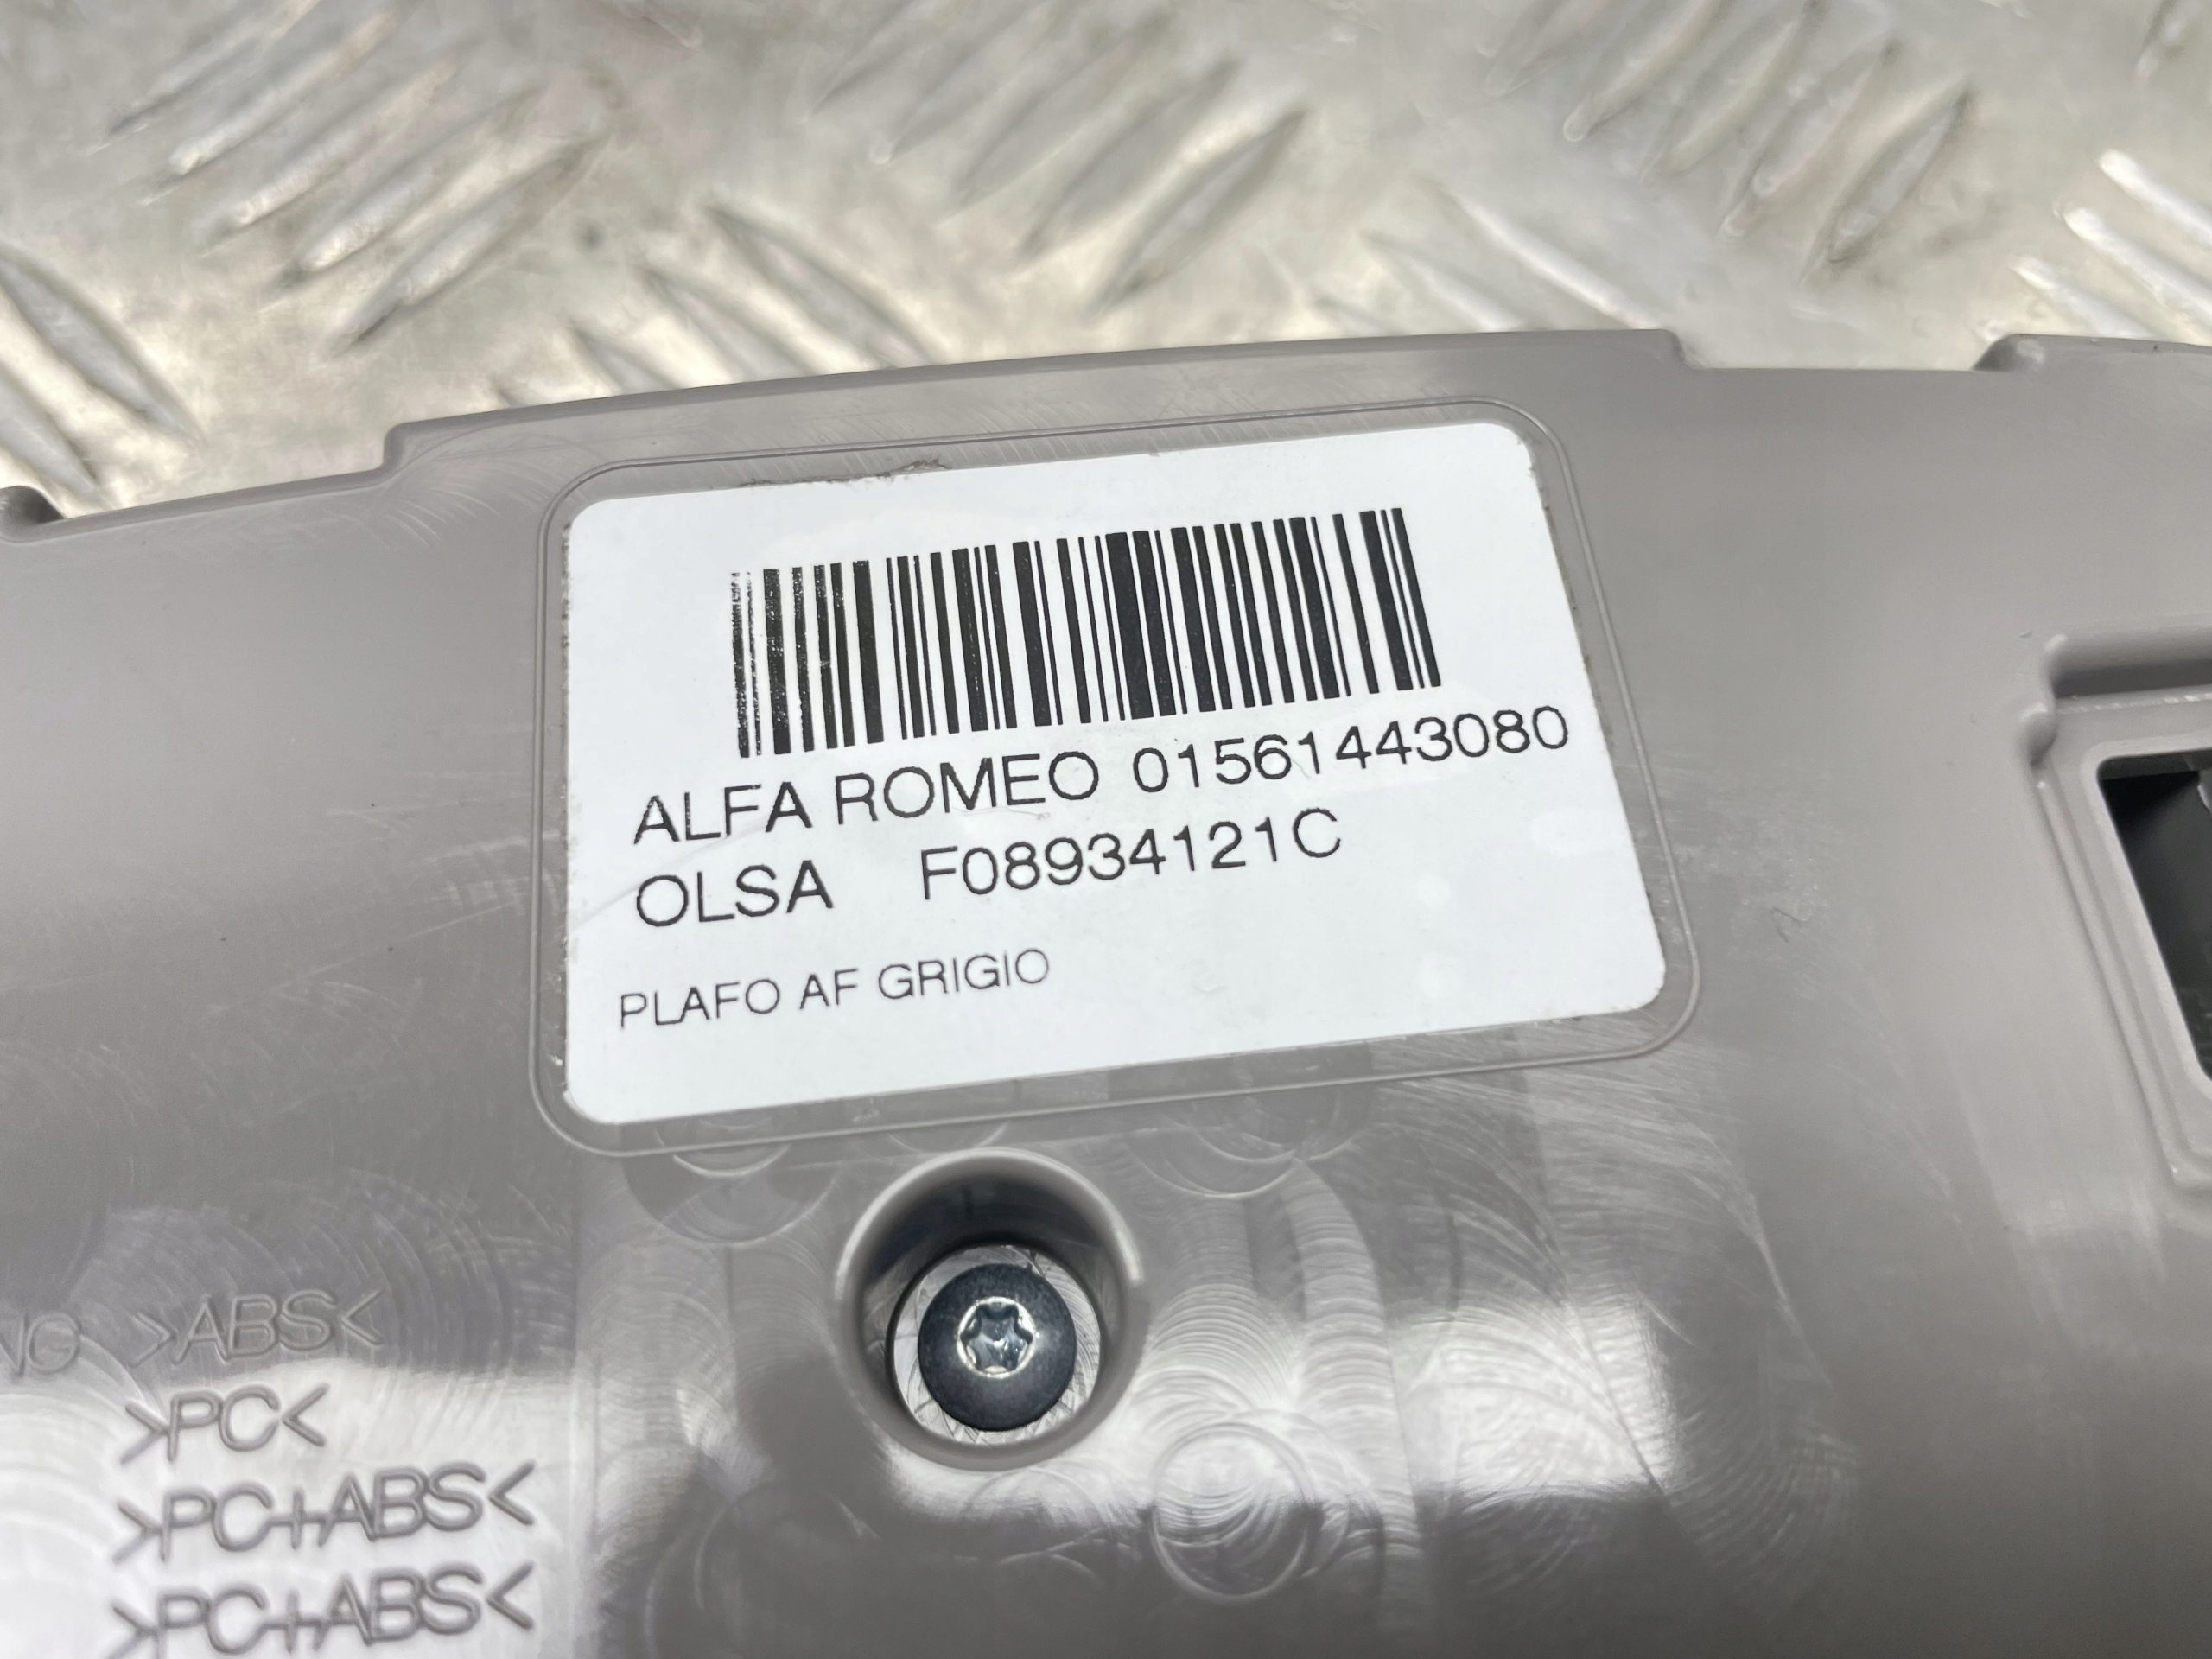 ALFA ROMEO 01561443080
OLSA F08934121C
PLAFO AF GRIGIO
>ABS<
>PC<
>PC+ABS<
>PC+ABS<